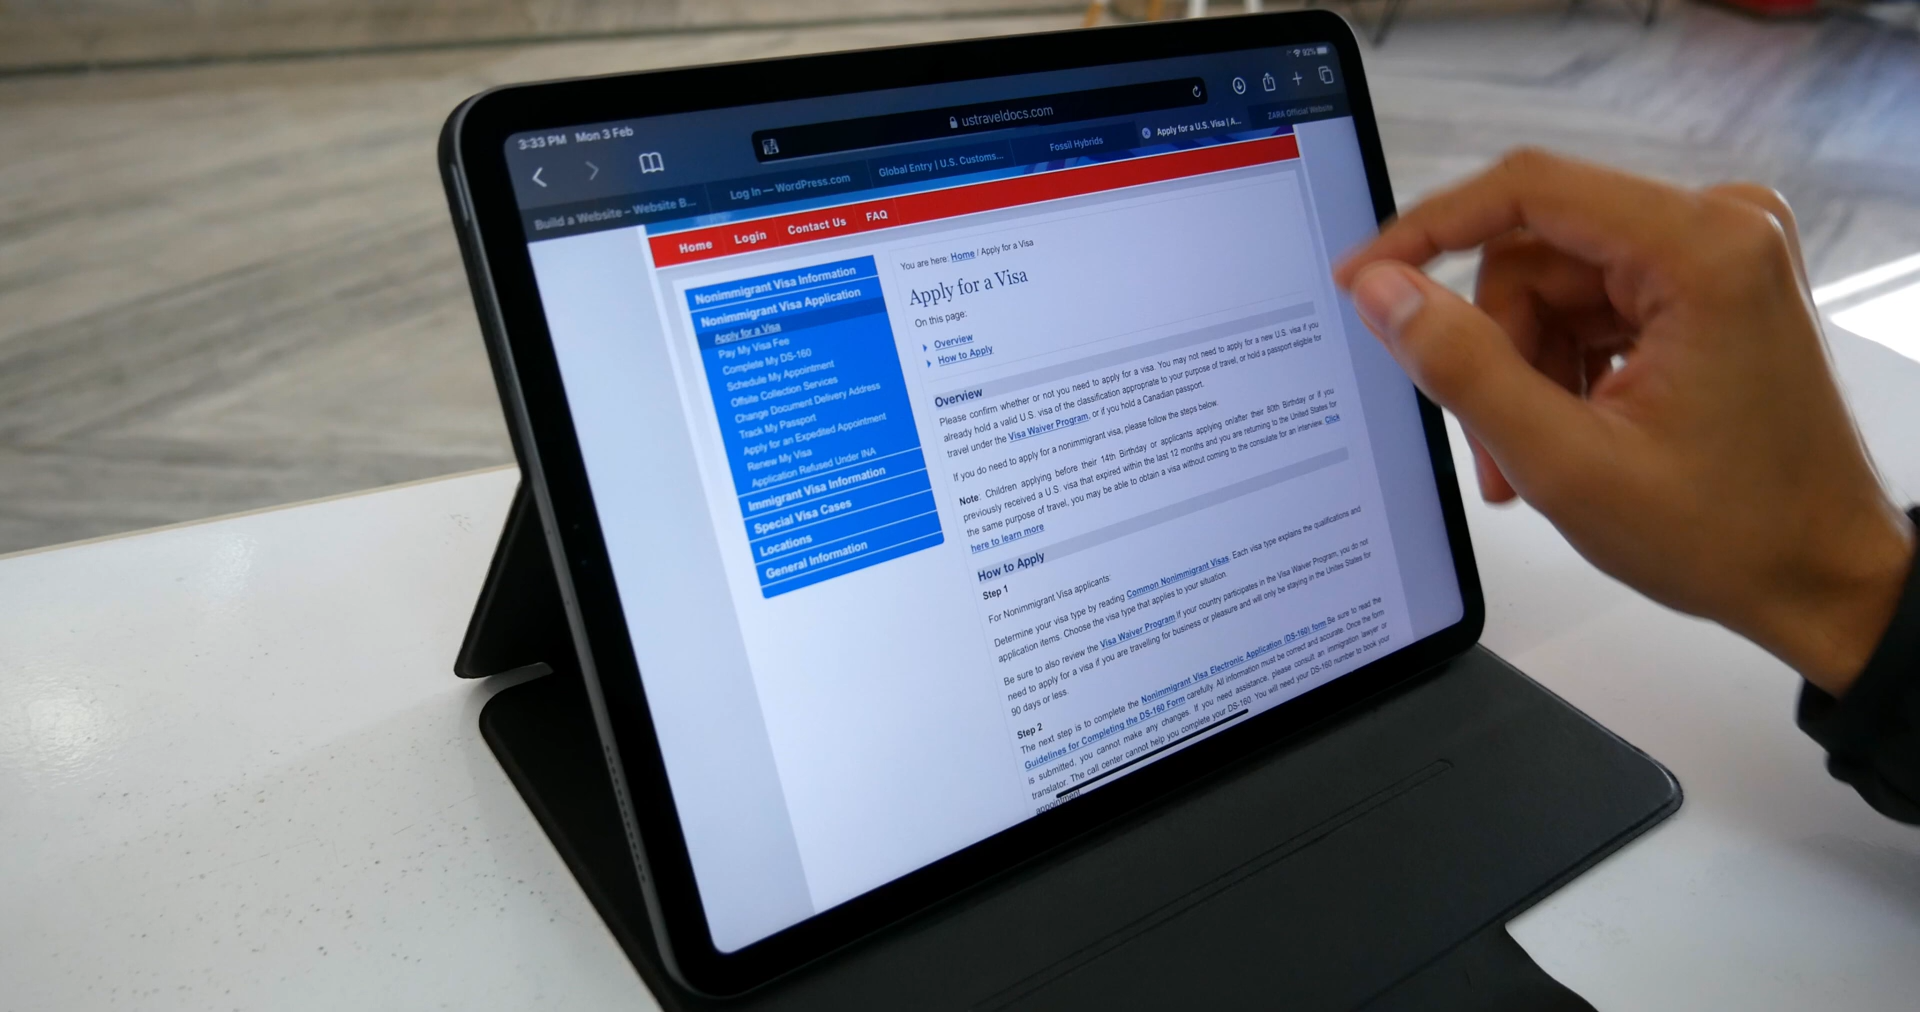 3:33 PM Mon 3 Feb
92%
ustraveldocs.com
Build a Website – Website B...
Log In — WordPress.com
Global Entry | U.S. Customs...
Fossil Hybrids
Apply for a U.S. Visa | A...
ZARA Official Website
Home Login Contact Us FAQ
Nonimmigrant Visa Information
Nonimmigrant Visa Application
Apply for a Visa
Pay My Visa Fee
Complete My DS-160
Schedule My Appointment
Offsite Collection Services
Change Document Delivery Address
Track My Passport
Apply for an Expedited Appointment
Renew My Visa
Application Refused Under INA
Immigrant Visa Information
Special Visa Cases
Locations
General Information
You are here: Home / Apply for a Visa
Apply for a Visa
On this page:
Overview
How to Apply
Overview
Please confirm whether or not you need to apply for a visa. You may not need to apply for a new U.S. visa if you
already hold a valid U.S. visa of the classification appropriate to your purpose of travel, or hold a passport eligible for
travel under the Visa Waiver Program, or if you hold a Canadian passport.
If you do need to apply for a nonimmigrant visa, please follow the steps below.
Note: Children applying before their 14th Birthday or applicants applying on/after their 80th Birthday or if you
previously received a U.S. visa that expired within the last 12 months and you are returning to the United States for
the same purpose of travel, you may be able to obtain a visa without coming to the consulate for an interview. Click
here to learn more
How to Apply
Step 1
For Nonimmigrant Visa applicants:
Determine your visa type by reading Common Nonimmigrant Visas. Each visa type explains the qualifications and
application items. Choose the visa type that applies to your situation.
Be sure to also review the Visa Waiver Program If your country participates in the Visa Waiver Program, you do not
need to apply for a visa if you are travelling for business or pleasure and will only be staying in the United States for
90 days or less.
Step 2
The next step is to complete the Nonimmigrant Visa Electronic Application (DS-160) form Be sure to read the
Guidelines for Completing the DS-160 Form carefully. All information must be correct and accurate. Once the form
is submitted, you cannot make any changes. If you need assistance, please consult an immigration lawyer or
translator. The call center cannot help you complete your DS-160. You will need your DS-160 number to book your
appointment